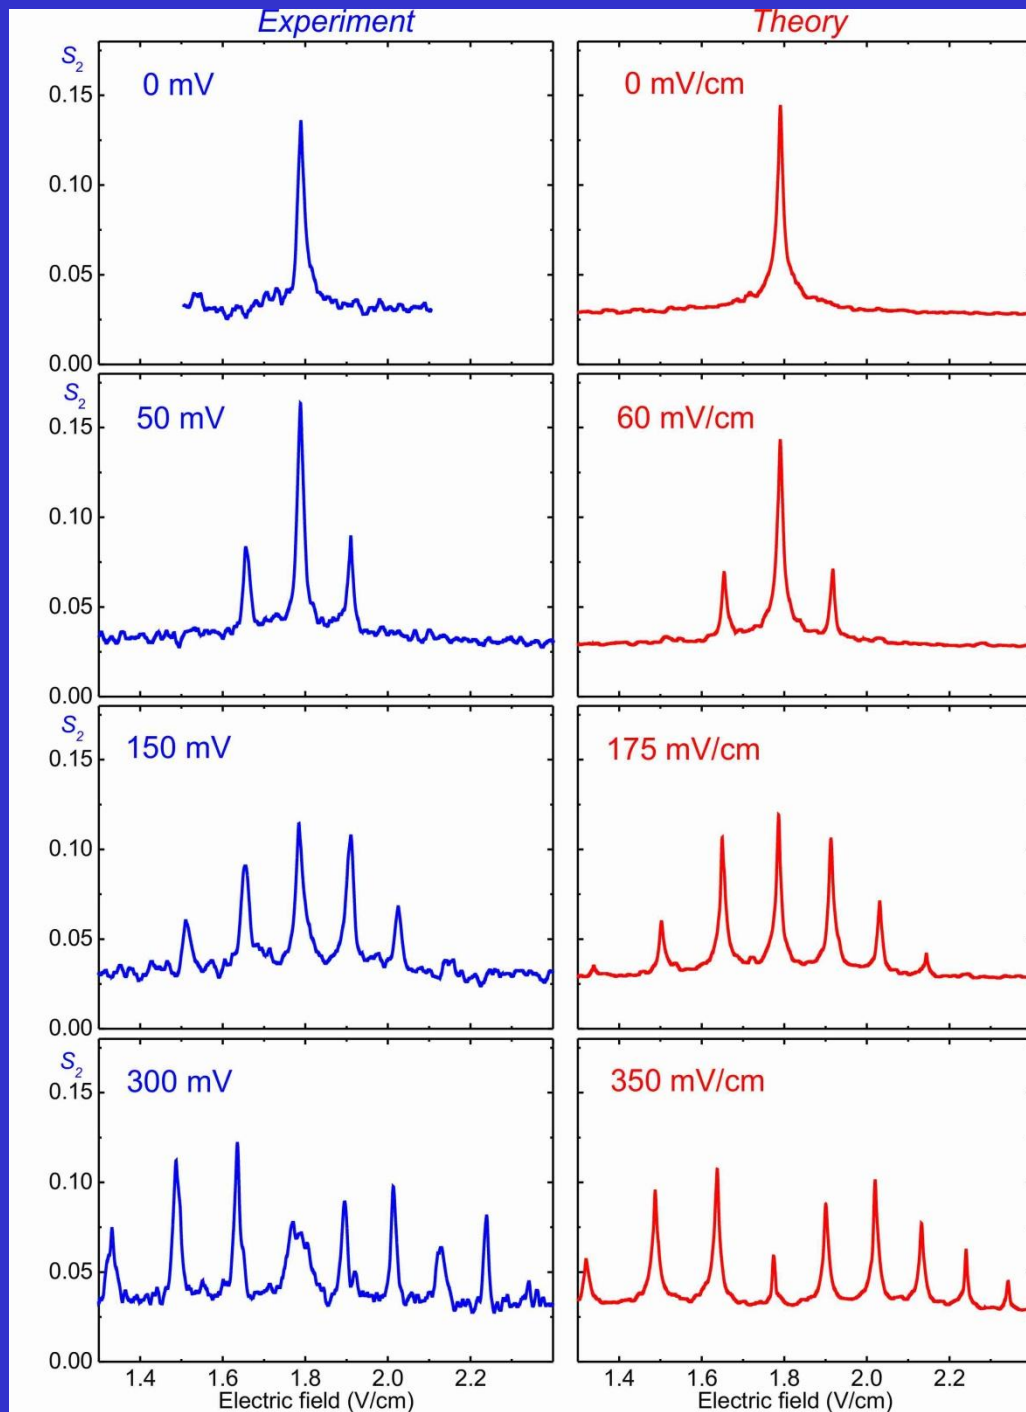 Experiment
Theory
S2
0 mV
0 mV/cm
0.15
0.10
0.05
0.00
S2
50 mV
60 mV/cm
0.15
0.10
0.05
0.00
S2
150 mV
175 mV/cm
0.15
0.10
0.05
0.00
S2
300 mV
350 mV/cm
0.15
0.10
0.05
0.00
1.4 1.6 1.8 2.0 2.2
1.4 1.6 1.8 2.0 2.2
Electric field (V/cm)
Electric field (V/cm)